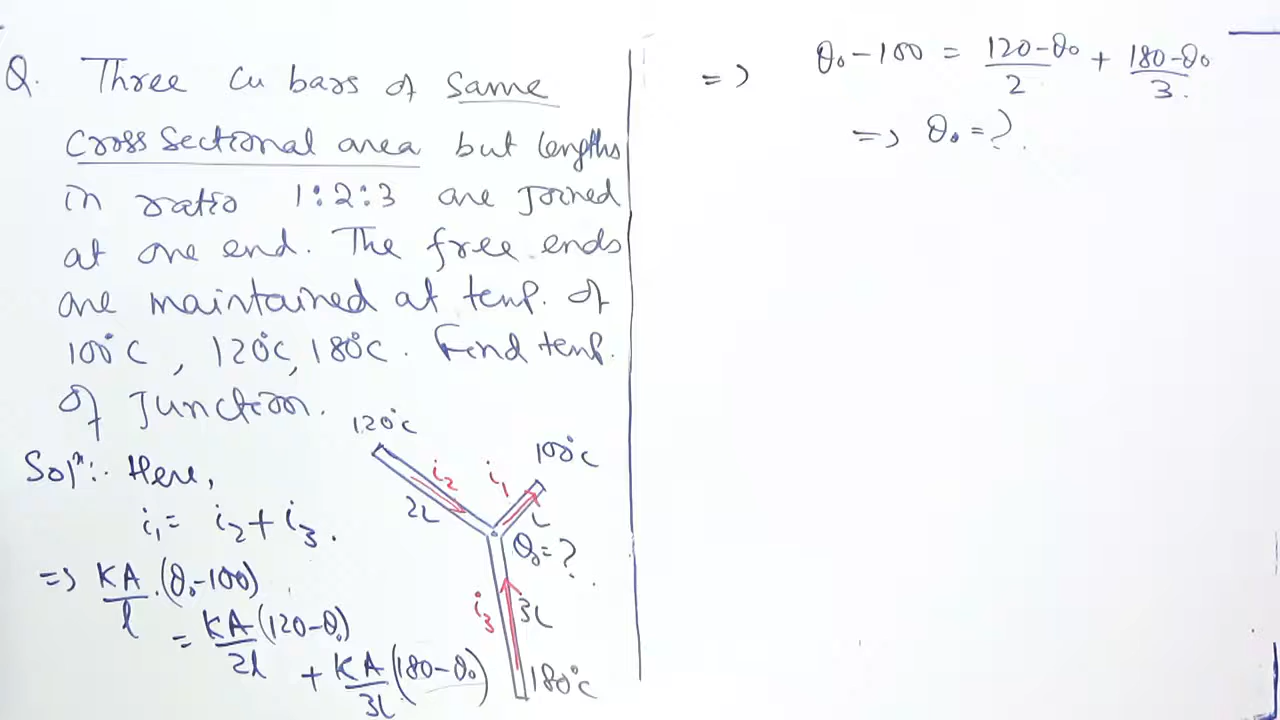 Q. Three Cu bars of same
cross sectional area but lengths
in ratio 1:2:3 are joined
at one end. The free ends
are maintained at temp. of
100°C, 120°C, 180°C. Find temp.
of Junction.
120°C
100°C
i₂
i₁
2L
L
θ₀=?
i₃
3L
180°C
Solⁿ:- Here,
i₁ = i₂ + i₃.
=> KA/l .(θ₀-100)
= KA/2l (120-θ₀)
+ KA/3L (180-θ₀)
=> θ₀-100 = 120-θ₀/2 + 180-θ₀/3.
=> θ₀ = ?